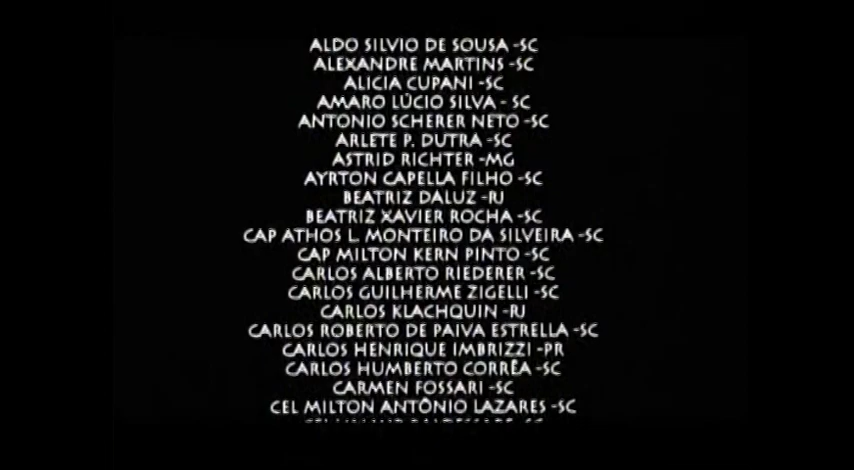 ALDO SILVIO DE SOUSA -SC
ALEXANDRE MARTINS -SC
ALICIA CUPANI -SC
AMARO LÚCIO SILVA - SC
ANTONIO SCHERER NETO -SC
ARLETE P. DUTRA -SC
ASTRID RICHTER -MG
AYRTON CAPELLA FILHO -SC
BEATRIZ DALUZ -RJ
BEATRIZ XAVIER ROCHA -SC
CAP ATHOS L. MONTEIRO DA SILVEIRA -SC
CAP MILTON KERN PINTO -SC
CARLOS ALBERTO RIEDERER -SC
CARLOS GUILHERME ZIGELLI -SC
CARLOS KLACHQUIN -RJ
CARLOS ROBERTO DE PAIVA ESTRELLA -SC
CARLOS HENRIQUE IMBRIZZI -PR
CARLOS HUMBERTO CORRÊA -SC
CARMEN FOSSARI -SC
CEL MILTON ANTÔNIO LAZARES -SC